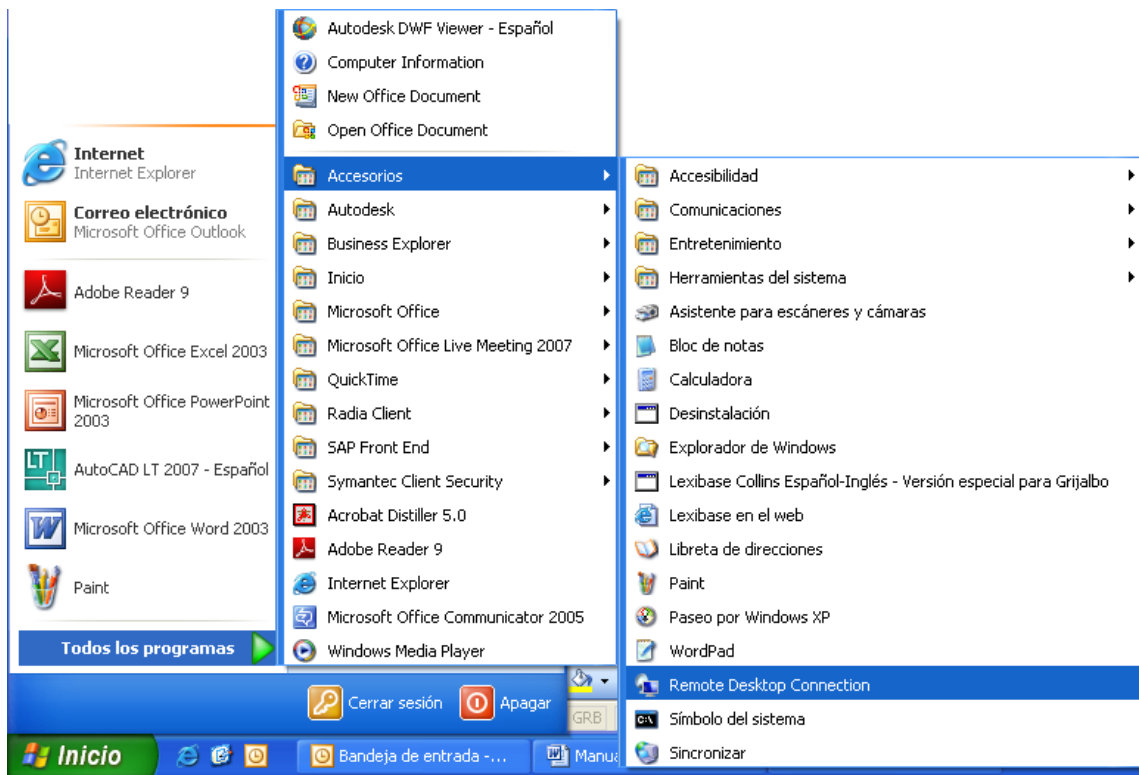 Internet
Internet Explorer
Correo electrónico
Microsoft Office Outlook
Adobe Reader 9
Microsoft Office Excel 2003
Microsoft Office PowerPoint
2003
LT
AutoCAD LT 2007 - Español
Microsoft Office Word 2003
Paint
Todos los programas
Autodesk DWF Viewer - Español
Computer Information
New Office Document
Open Office Document
Accesorios
Autodesk
Business Explorer
Inicio
Microsoft Office
Microsoft Office Live Meeting 2007
QuickTime
Radia Client
SAP Front End
Symantec Client Security
Acrobat Distiller 5.0
Adobe Reader 9
Internet Explorer
Microsoft Office Communicator 2005
Windows Media Player
Accesibilidad
Comunicaciones
Entretenimiento
Herramientas del sistema
Asistente para escáneres y cámaras
Bloc de notas
Calculadora
Desinstalación
Explorador de Windows
Lexibase Collins Español-Inglés - Versión especial para Grijalbo
Lexibase en el web
Libreta de direcciones
Paint
Paseo por Windows XP
WordPad
Remote Desktop Connection
Símbolo del sistema
Sincronizar
Cerrar sesión
Apagar
GRB
Inicio
Bandeja de entrada -...
Manua